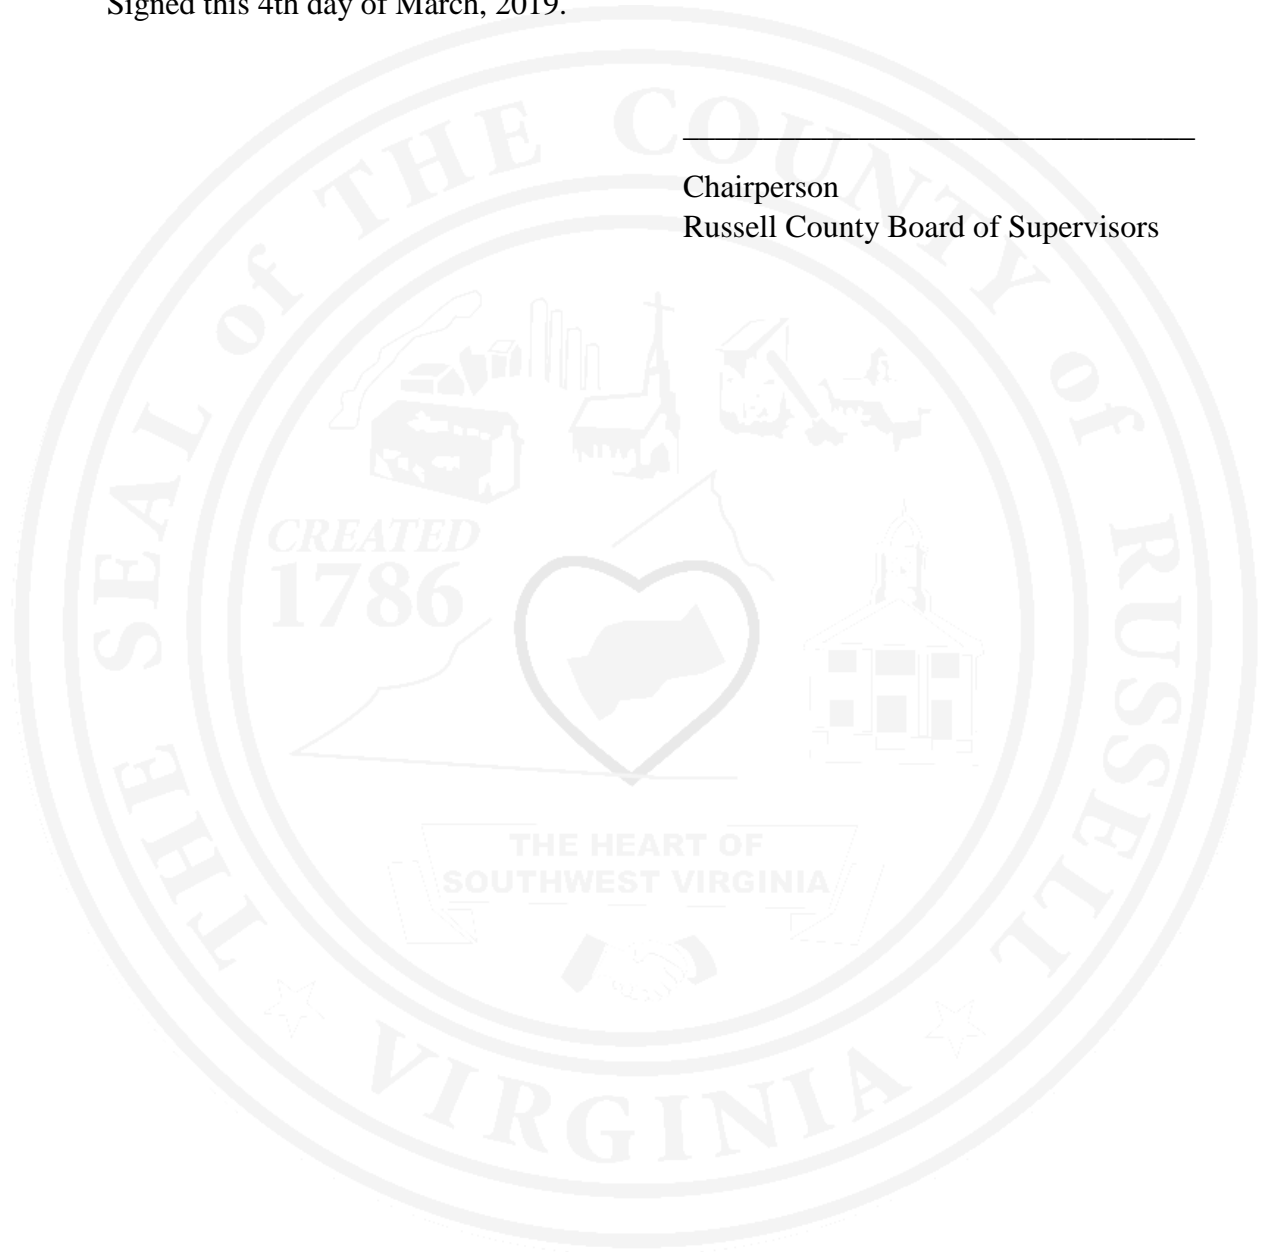 Signed this 4th day of March, 2019.
Chairperson
Russell County Board of Supervisors
THE SEAL of THE COUNTY of RUSSELL
CREATED
1786
THE HEART OF
SOUTHWEST VIRGINIA
VIRGINIA